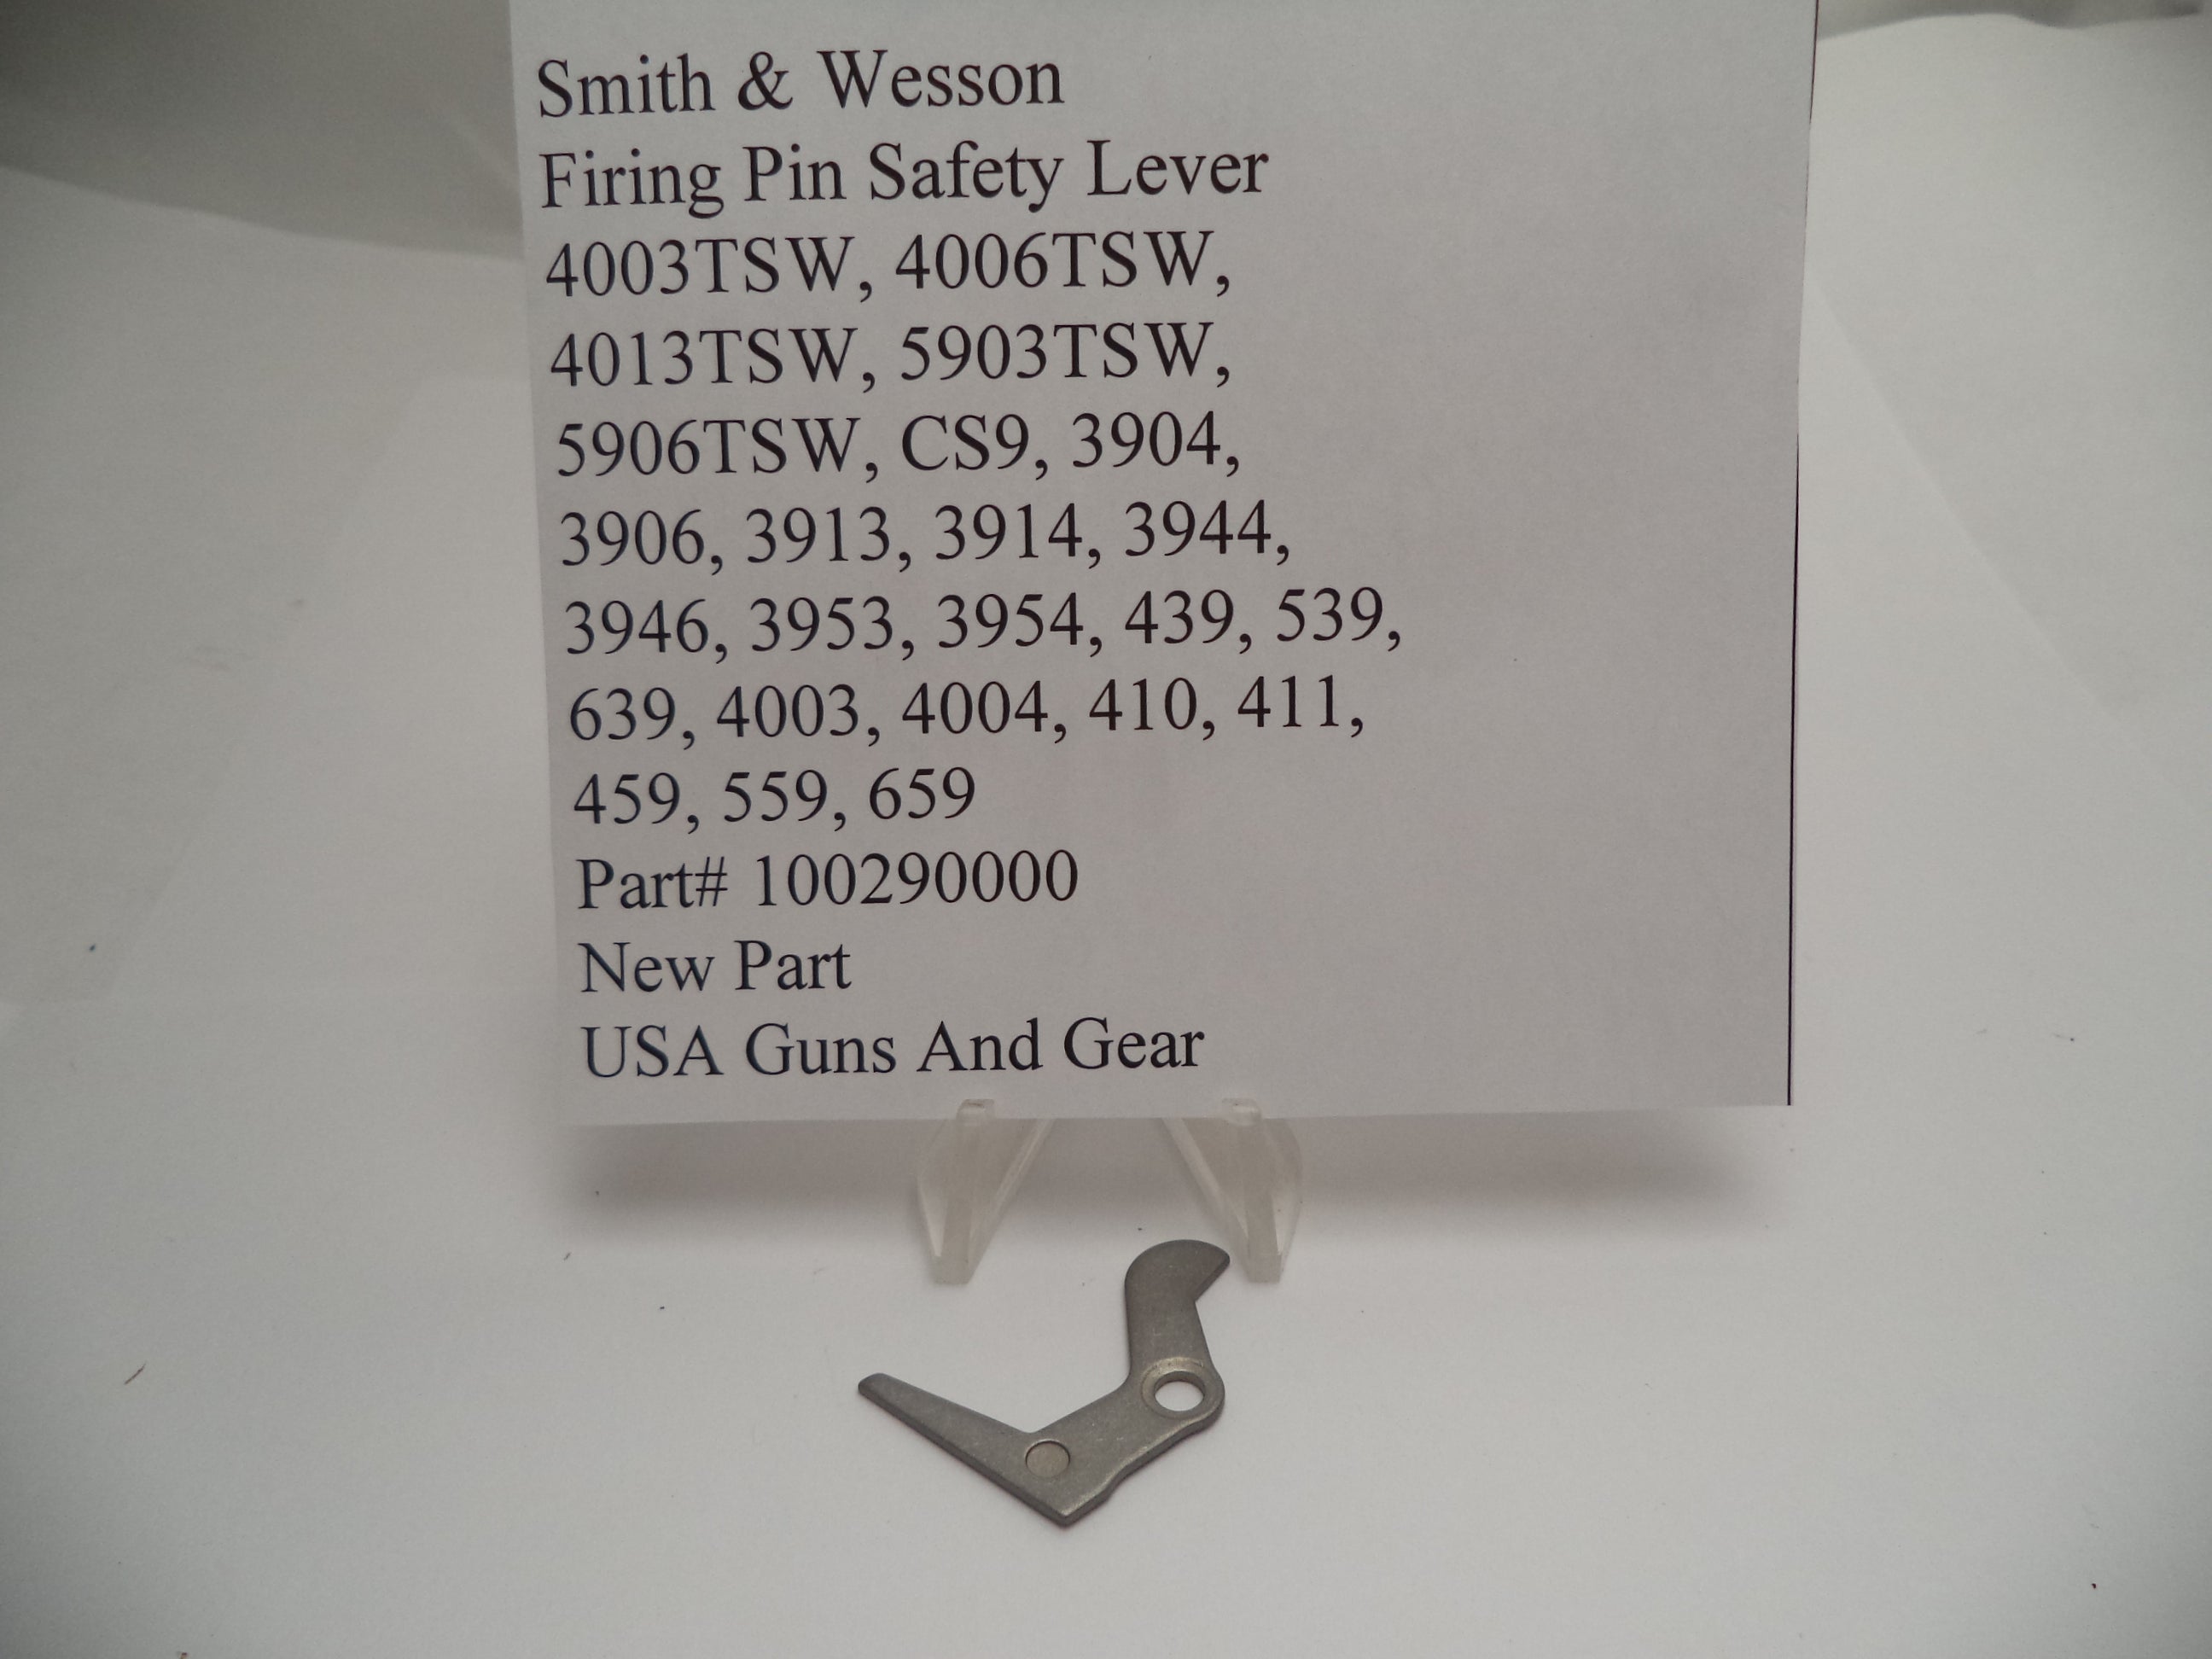 Smith & Wesson
Firing Pin Safety Lever
4003TSW, 4006TSW,
4013TSW, 5903TSW,
5906TSW, CS9, 3904,
3906, 3913, 3914, 3944,
3946, 3953, 3954, 439, 539,
639, 4003, 4004, 410, 411,
459, 559, 659
Part# 100290000
New Part
USA Guns And Gear